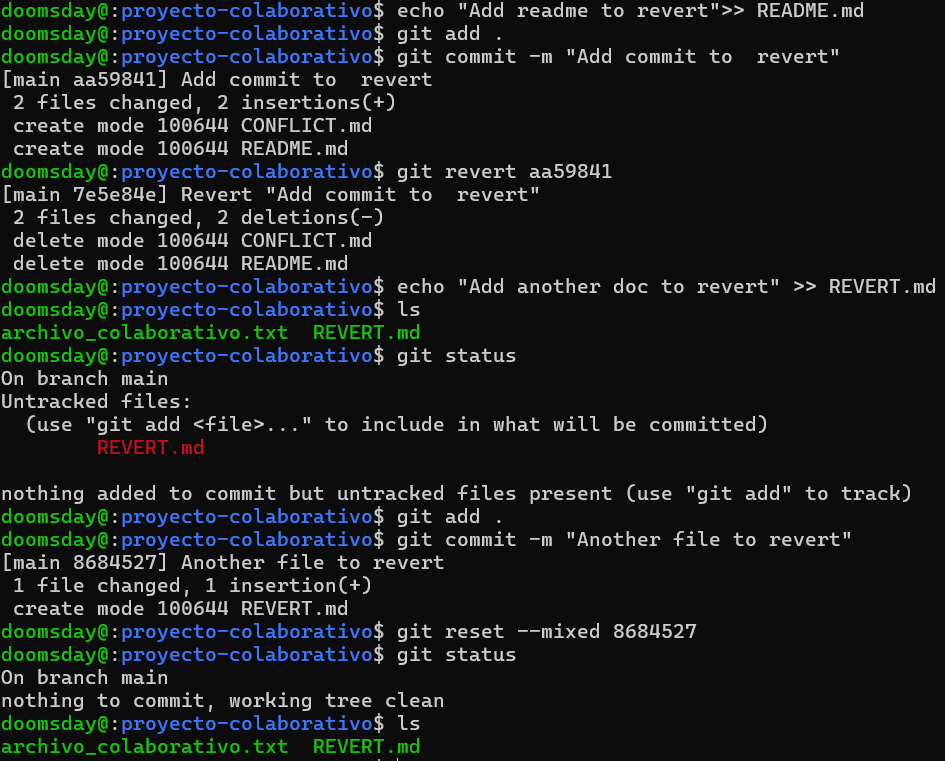 doomsday@:proyecto-colaborativo$ echo "Add readme to revert">> README.md
doomsday@:proyecto-colaborativo$ git add .
doomsday@:proyecto-colaborativo$ git commit -m "Add commit to  revert"
[main aa59841] Add commit to  revert
 2 files changed, 2 insertions(+)
 create mode 100644 CONFLICT.md
 create mode 100644 README.md
doomsday@:proyecto-colaborativo$ git revert aa59841
[main 7e5e84e] Revert "Add commit to  revert"
 2 files changed, 2 deletions(-)
 delete mode 100644 CONFLICT.md
 delete mode 100644 README.md
doomsday@:proyecto-colaborativo$ echo "Add another doc to revert" >> REVERT.md
doomsday@:proyecto-colaborativo$ ls
archivo_colaborativo.txt  REVERT.md
doomsday@:proyecto-colaborativo$ git status
On branch main
Untracked files:
  (use "git add <file>..." to include in what will be committed)
        REVERT.md

nothing added to commit but untracked files present (use "git add" to track)
doomsday@:proyecto-colaborativo$ git add .
doomsday@:proyecto-colaborativo$ git commit -m "Another file to revert"
[main 8684527] Another file to revert
 1 file changed, 1 insertion(+)
 create mode 100644 REVERT.md
doomsday@:proyecto-colaborativo$ git reset --mixed 8684527
doomsday@:proyecto-colaborativo$ git status
On branch main
nothing to commit, working tree clean
doomsday@:proyecto-colaborativo$ ls
archivo_colaborativo.txt  REVERT.md